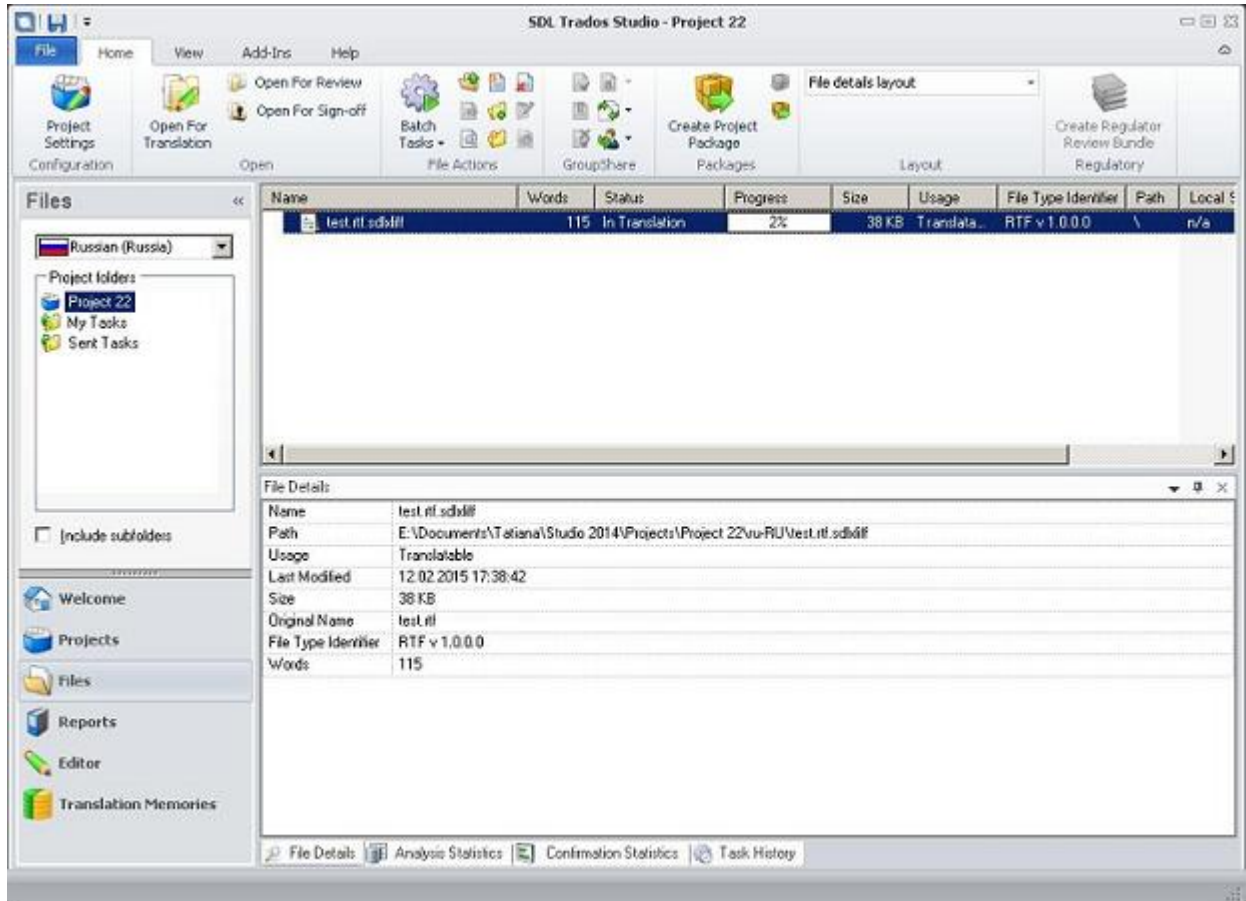 SDL Trados Studio - Project 22
File Home View Add-Ins Help
Project Settings
Configuration
Open For Translation
Open For Review
Open For Sign-off
Open
Batch Tasks
File Actions
GroupShare
Create Project Package
Packages
File details layout
Layout
Create Regulator Review Bundle
Regulatory
Files «
Russian (Russia)
Project folders
Project 22
My Tasks
Sent Tasks
Include subfolders
Welcome
Projects
Files
Reports
Editor
Translation Memories
Name Words Status Progress Size Usage File Type Identifier Path Local S
test.rtf.sdlxliff 115 In Translation 2% 38 KB Translata... RTF v 1.0.0.0 \ n/a
File Details
Name test.rtf.sdlxliff
Path E:\Documents\Tatiana\Studio 2014\Projects\Project 22\ru-RU\test.rtf.sdlxliff
Usage Translatable
Last Modified 12.02.2015 17:38:42
Size 38 KB
Original Name test.rtf
File Type Identifier RTF v 1.0.0.0
Words 115
File Details Analysis Statistics Confirmation Statistics Task History